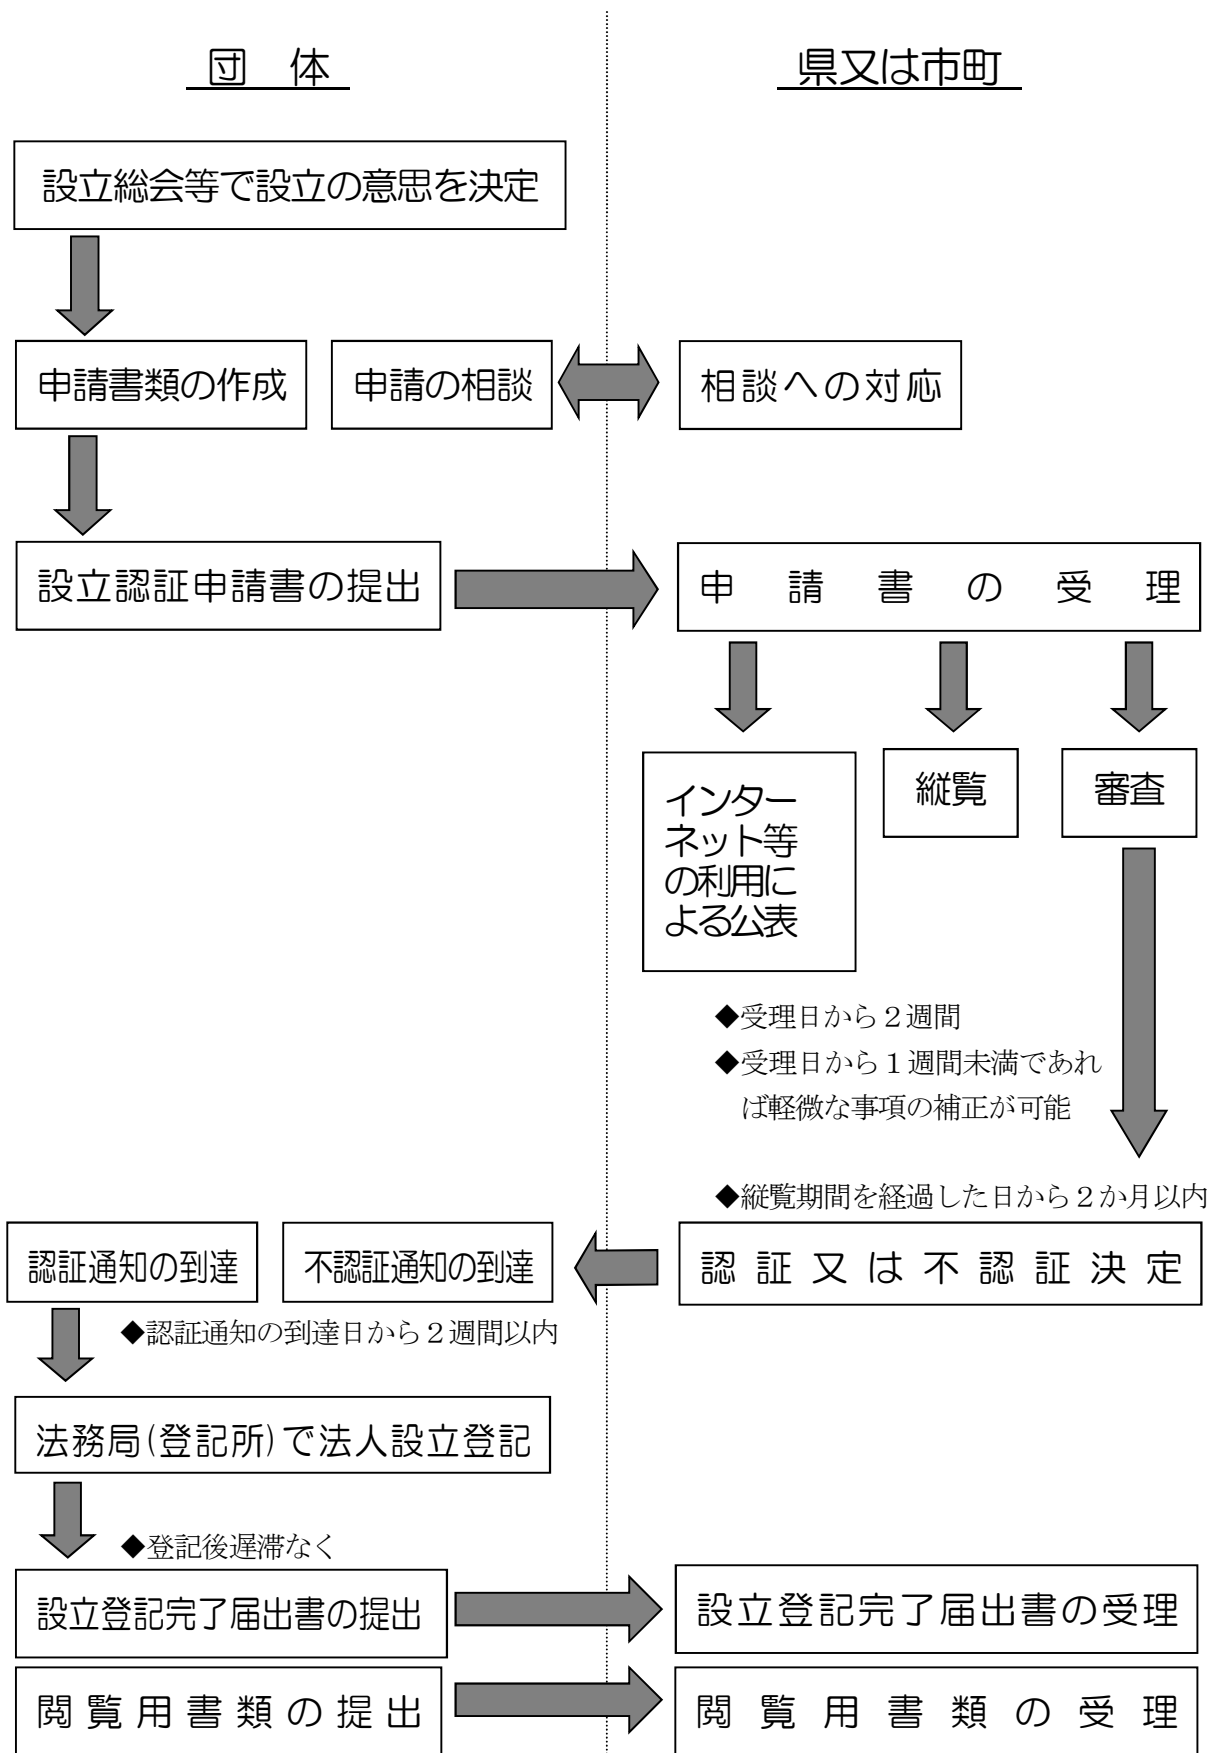 団　体
県又は市町
設立総会等で設立の意思を決定
申請書類の作成
申請の相談
相談への対応
設立認証申請書の提出
申請書の受理
インター
ネット等
の利用に
よる公表
縦覧
審査
◆受理日から２週間
◆受理日から１週間未満であれ
ば軽微な事項の補正が可能
◆縦覧期間を経過した日から２か月以内
認証通知の到達
不認証通知の到達
認証又は不認証決定
◆認証通知の到達日から２週間以内
法務局(登記所)で法人設立登記
◆登記後遅滞なく
設立登記完了届出書の提出
設立登記完了届出書の受理
閲覧用書類の提出
閲覧用書類の受理